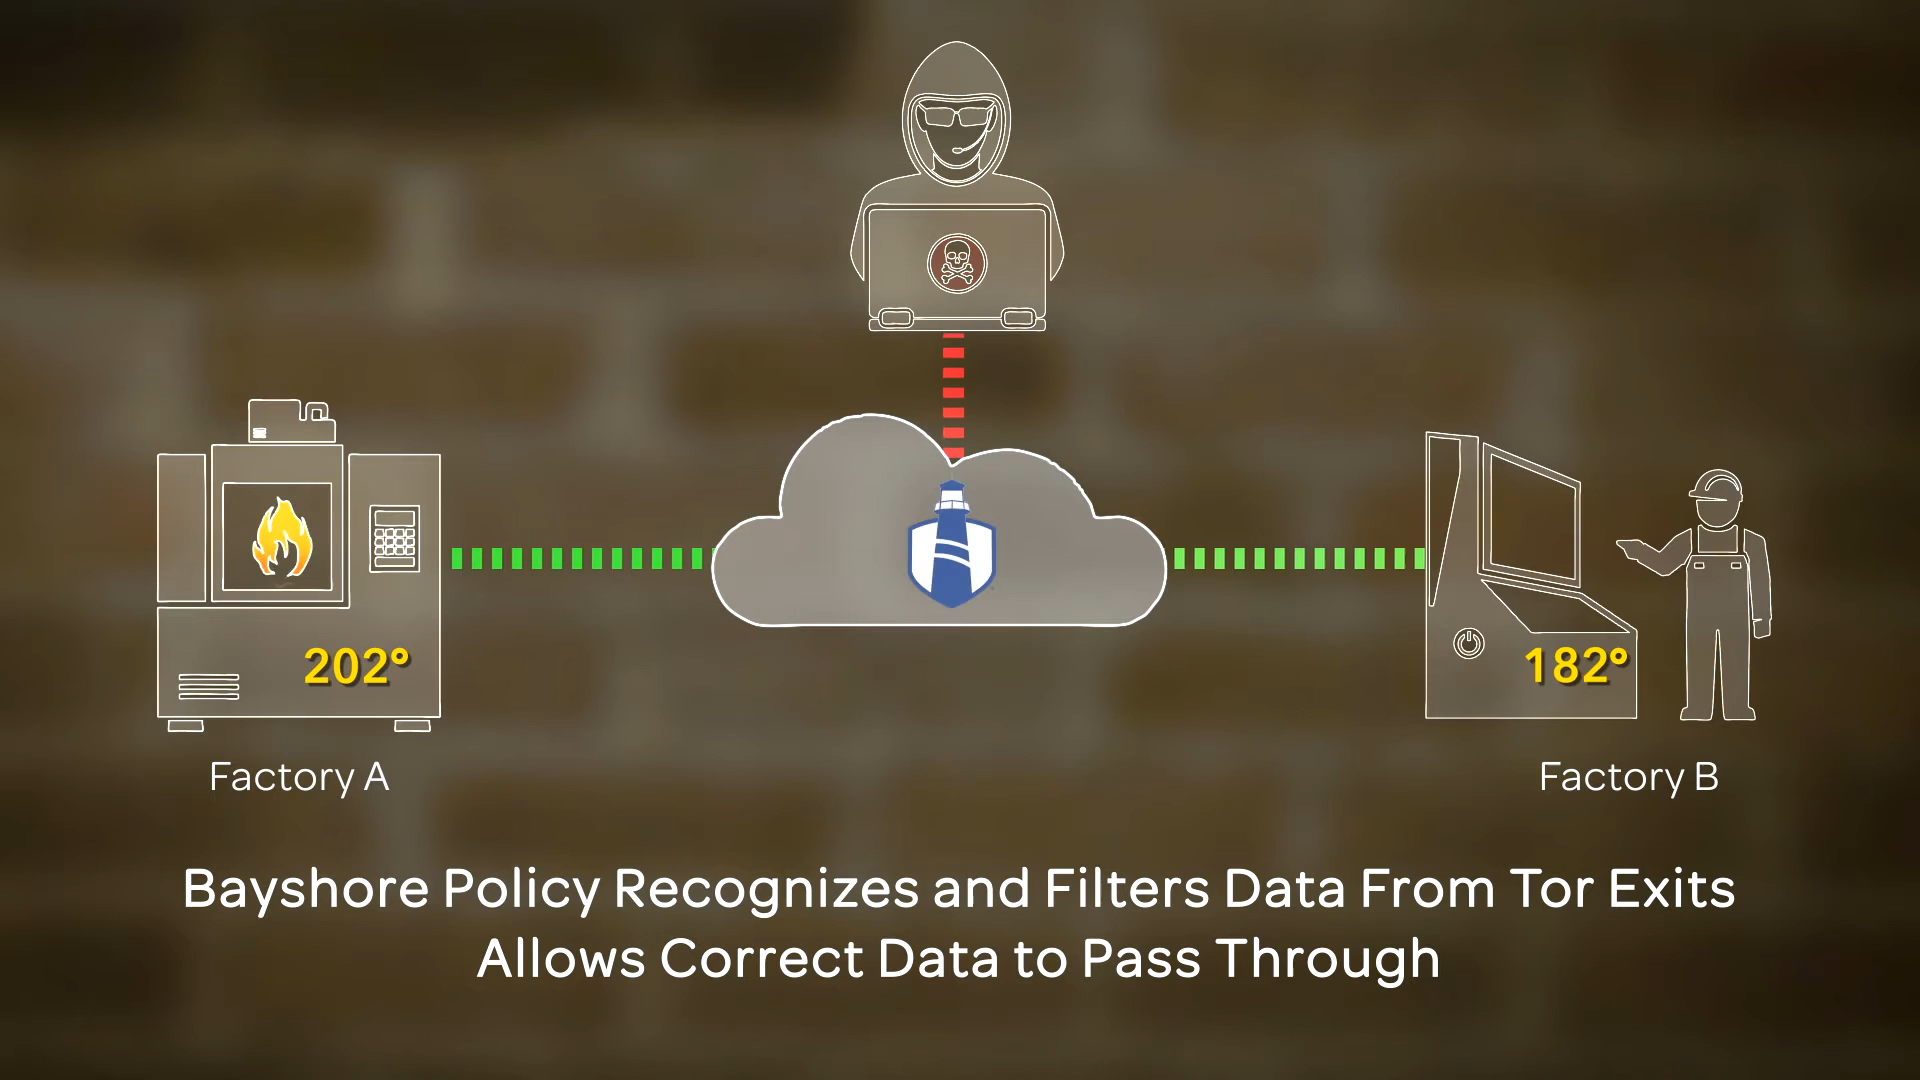 202°
182°
Factory A
Factory B
Bayshore Policy Recognizes and Filters Data From Tor Exits
Allows Correct Data to Pass Through